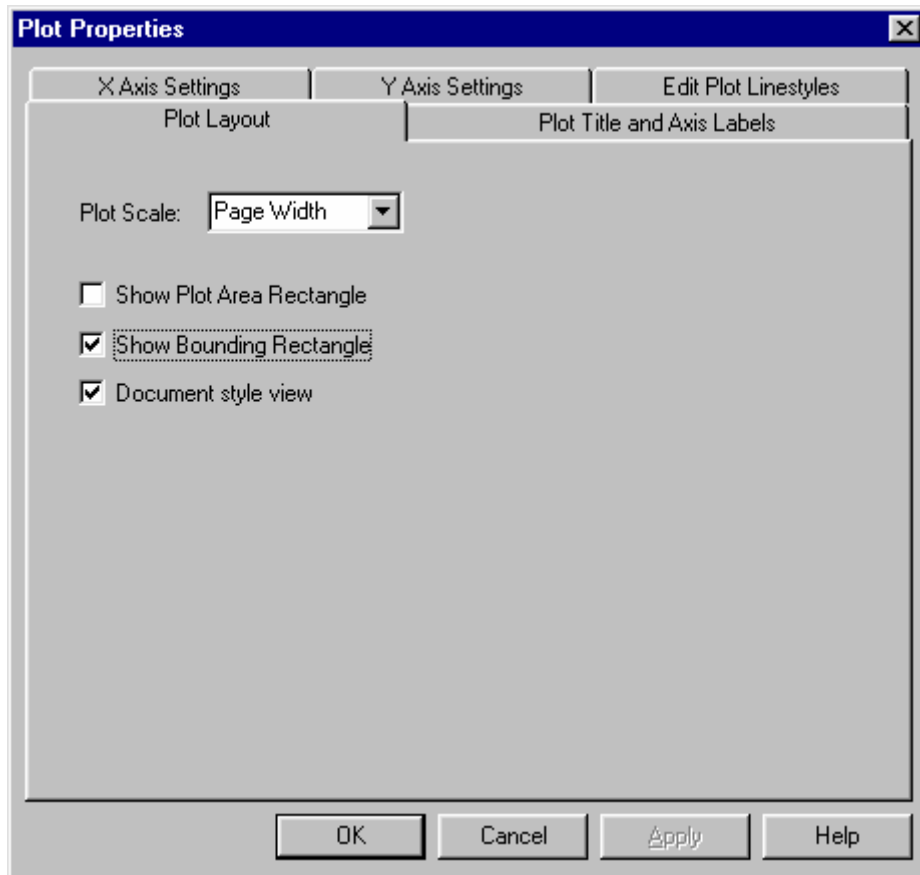 Plot Properties
X Axis Settings Y Axis Settings Edit Plot Linestyles
Plot Layout Plot Title and Axis Labels
Plot Scale: Page Width
Show Plot Area Rectangle
Show Bounding Rectangle
Document style view
OK Cancel Apply Help